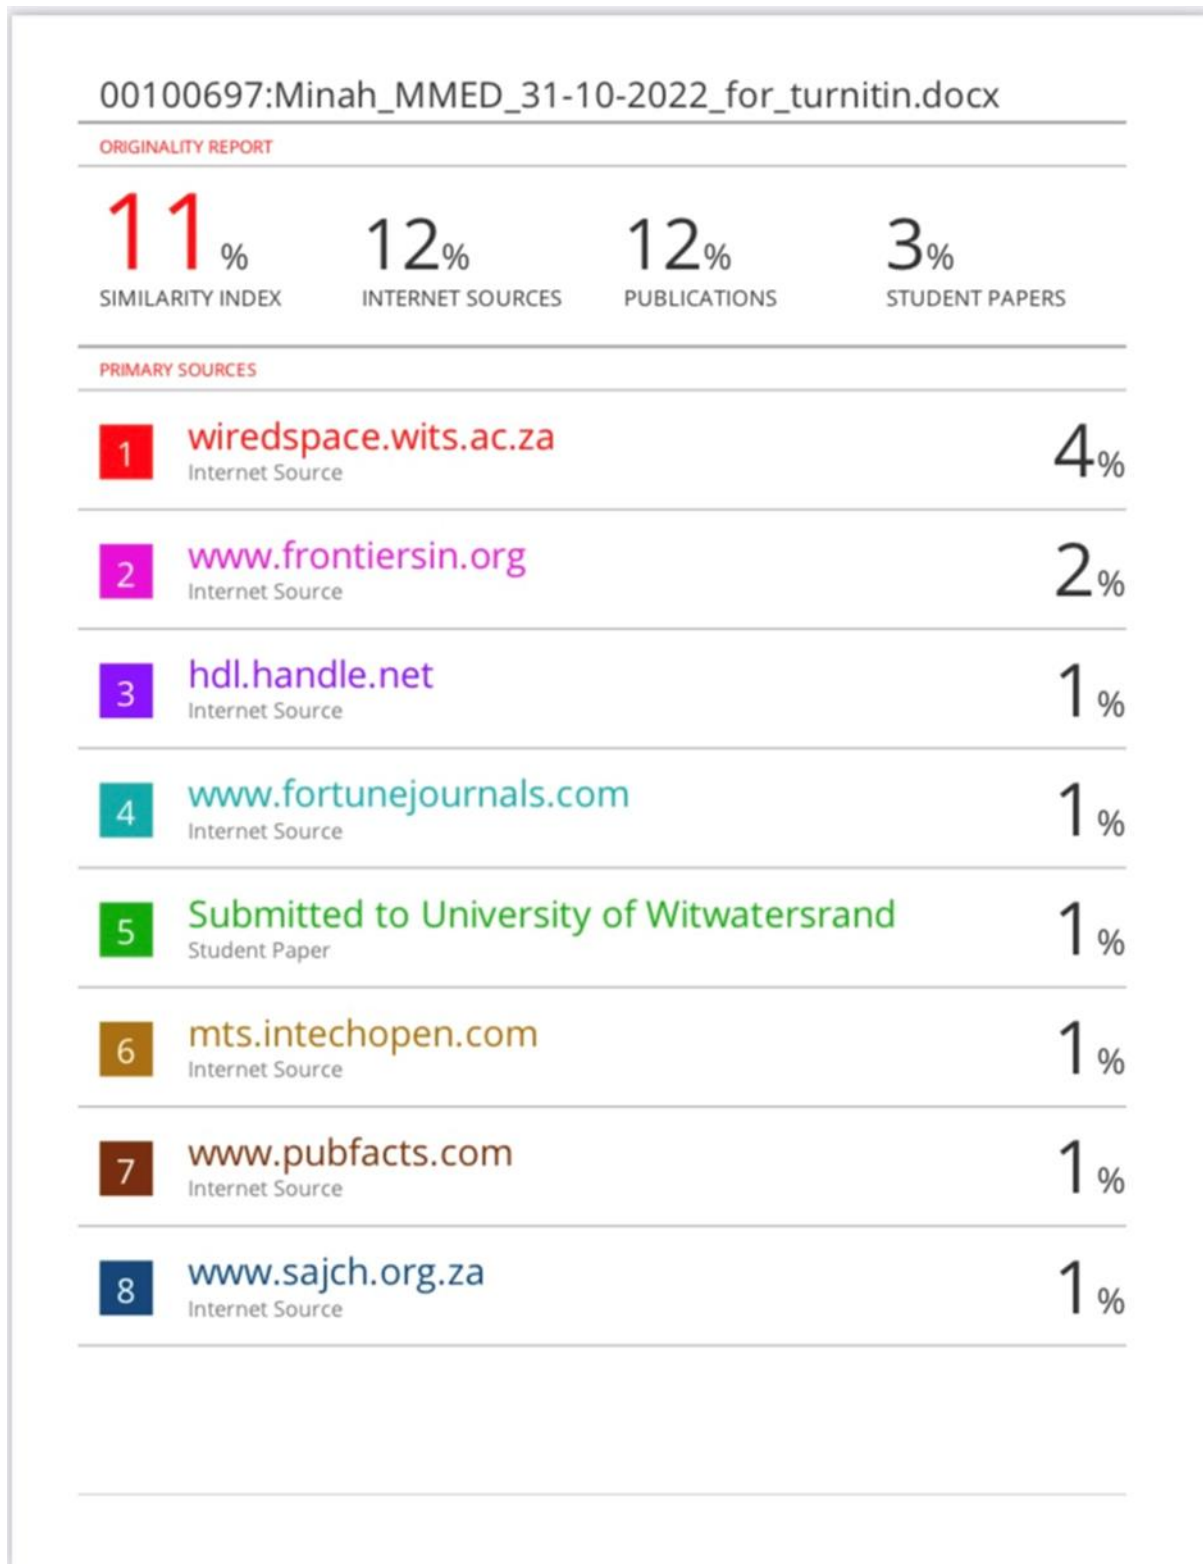 00100697:Minah_MMED_31-10-2022_for_turnitin.docx
ORIGINALITY REPORT
11% 12% 12% 3%
SIMILARITY INDEX INTERNET SOURCES PUBLICATIONS STUDENT PAPERS
PRIMARY SOURCES
1 wiredspace.wits.ac.za 4%
Internet Source
2 www.frontiersin.org 2%
Internet Source
3 hdl.handle.net 1%
Internet Source
4 www.fortunejournals.com 1%
Internet Source
5 Submitted to University of Witwatersrand 1%
Student Paper
6 mts.intechopen.com 1%
Internet Source
7 www.pubfacts.com 1%
Internet Source
8 www.sajch.org.za 1%
Internet Source